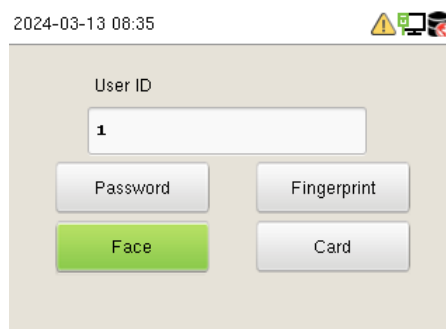 2024-03-13 08:35
User ID
1
Password
Fingerprint
Face
Card